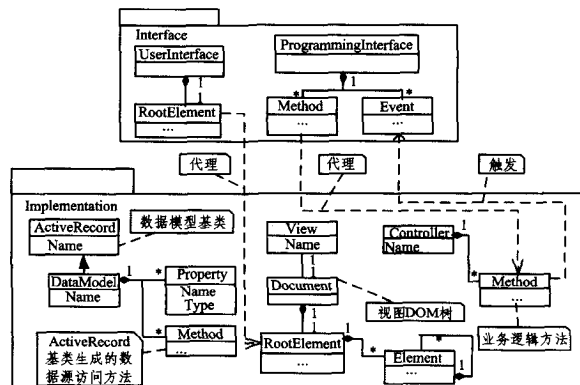 Interface
UserInterface
1
1
RootElement
...
ProgrammingInterface
1
*
*
Method
...
Event
...
代理
代理
触发
Implementation
ActiveRecord
Name
数据模型基类
DataModel
Name
1
*
Property
Name
Type
*
Method
...
ActiveRecord
基类生成的数
据源访问方法
View
Name
1
1
Document
视图DOM树
1
1
RootElement
...
1
*
Element
...
1
*
Controller
Name
1
*
Method
...
业务逻辑方法